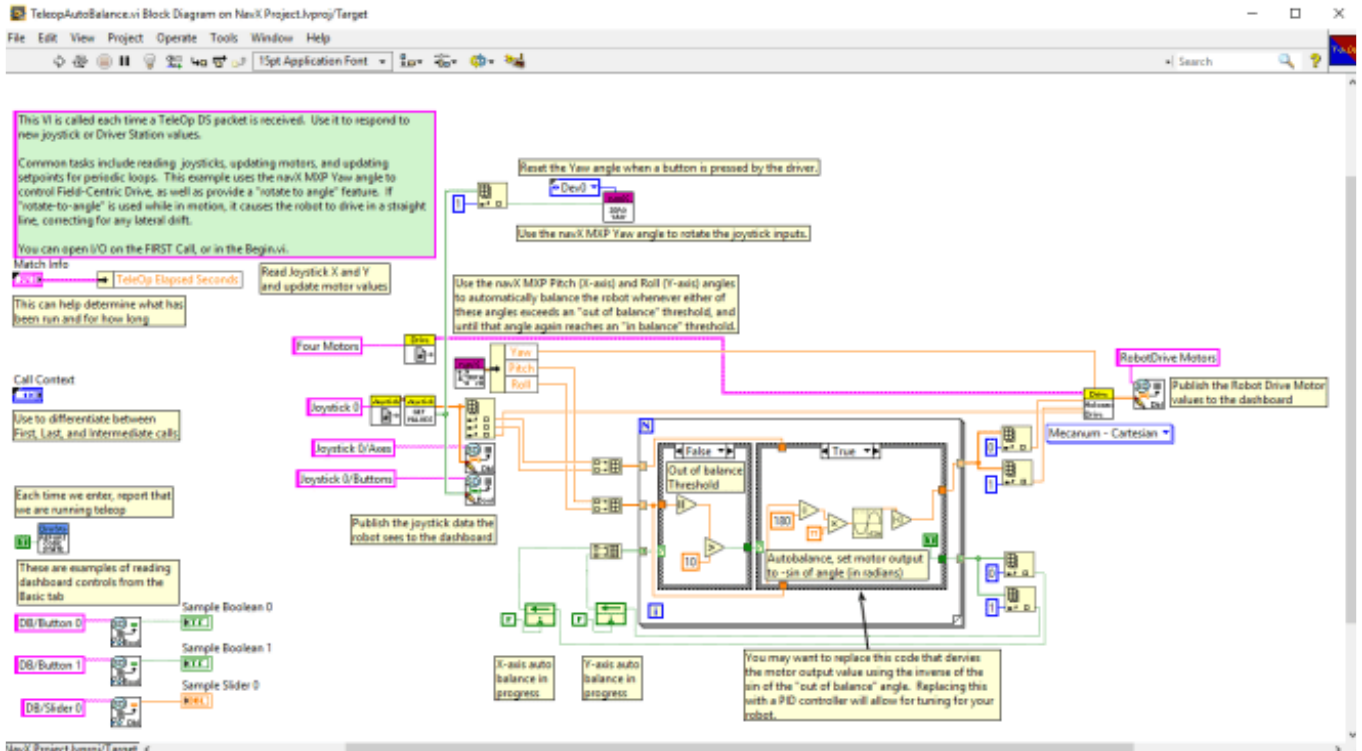 TeleopAutoBalance.vi Block Diagram on NavX Project.lvproj/Target
File Edit View Project Operate Tools Window Help
15pt Application Font
Search
This VI is called each time a TeleOp DS packet is received. Use it to respond to
new joystick or Driver Station values.
Common tasks include reading joysticks, updating motors, and updating
setpoints for periodic loops. This example uses the navX MXP Yaw angle to
control Field-Centric Drive, as well as provide a "rotate to angle" feature. If
"rotate-to-angle" is used while in motion, it causes the robot to drive in a straight
line, correcting for any lateral drift.
You can open I/O on the FIRST Call, or in the Begin.vi.
Match Info
TeleOp Elapsed Seconds
This can help determine what has
been run and for how long
Read Joystick X and Y
and update motor values
Reset the Yaw angle when a button is pressed by the driver.
Dev0
1
Use the navX MXP Yaw angle to rotate the joystick inputs.
Use the navX MXP Pitch (X-axis) and Roll (Y-axis) angles
to automatically balance the robot whenever either of
these angles exceeds an "out of balance" threshold, and
until that angle again reaches an "in balance" threshold.
Four Motors
Yaw
Pitch
Roll
RobotDrive Motors
Publish the Robot Drive Motor
values to the dashboard
Mecanum - Cartesian
Call Context
Use to differentiate between
First, Last, and Intermediate calls
Joystick 0
Joystick 0/Axes
Joystick 0/Buttons
Publish the joystick data the
robot sees to the dashboard
N
False
Out of balance
Threshold
10
True
180
π
Autobalance, set motor output
to -sin of angle (in radians)
i
0
1
0
1
Each time we enter, report that
we are running teleop
These are examples of reading
dashboard controls from the
Basic tab
DB/Button 0
Sample Boolean 0
DB/Button 1
Sample Boolean 1
DB/Slider 0
Sample Slider 0
F
F
X-axis auto
balance in
progress
Y-axis auto
balance in
progress
You may want to replace this code that dervies
the motor output value using the inverse of the
sin of the "out of balance" angle. Replacing this
with a PID controller will allow for tuning for your
robot.
NavX Project.lvproj/Target